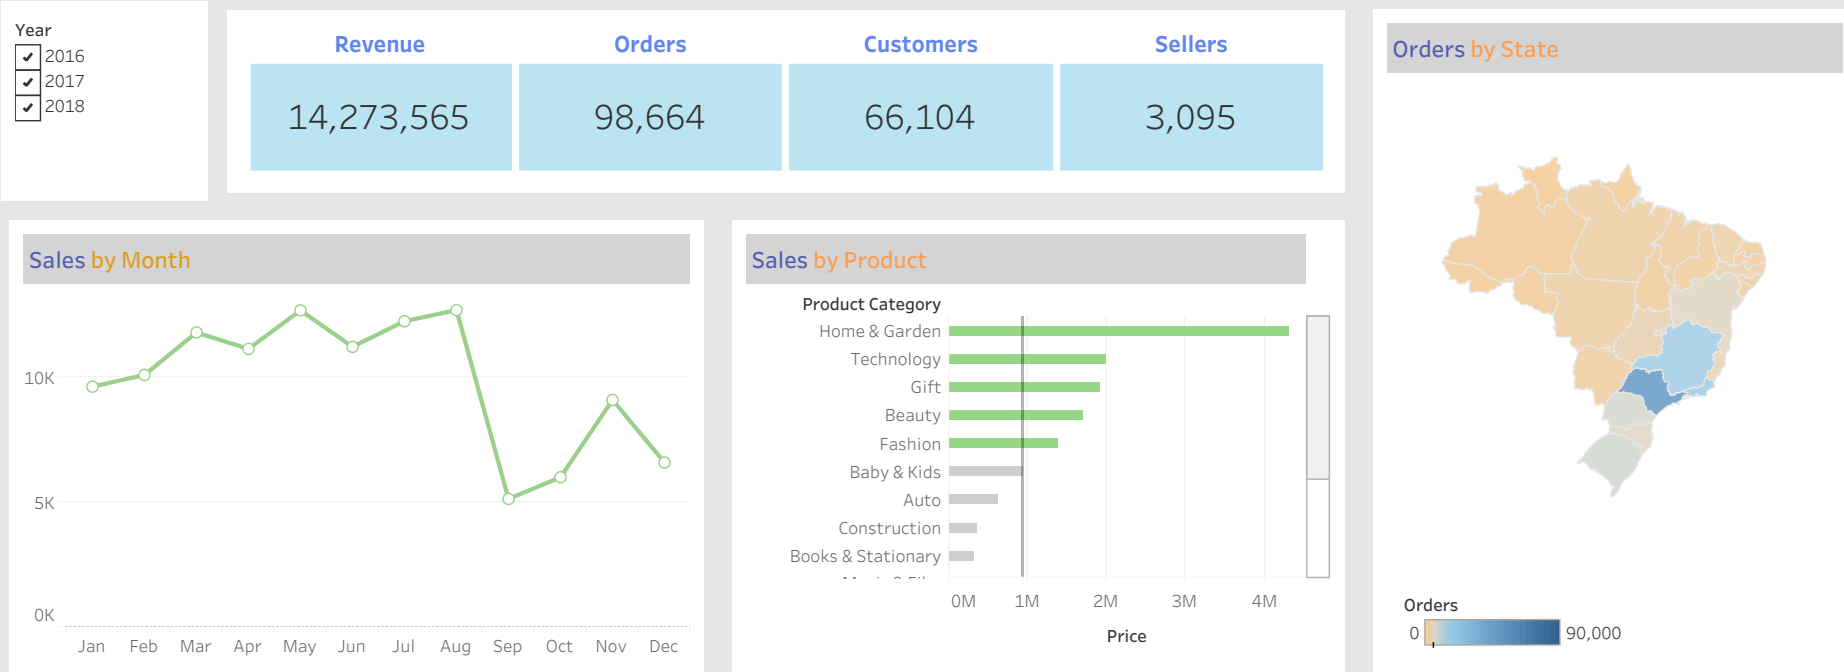 Year
2016
2017
2018
Revenue
Orders
Customers
Sellers
14,273,565
98,664
66,104
3,095
Sales by Month
10K
5K
0K
Jan
Feb
Mar
Apr
May
Jun
Jul
Aug
Sep
Oct
Nov
Dec
Sales by Product
Product Category
Home & Garden
Technology
Gift
Beauty
Fashion
Baby & Kids
Auto
Construction
Books & Stationary
0M
1M
2M
3M
4M
Price
Orders by State
Orders
0
90,000